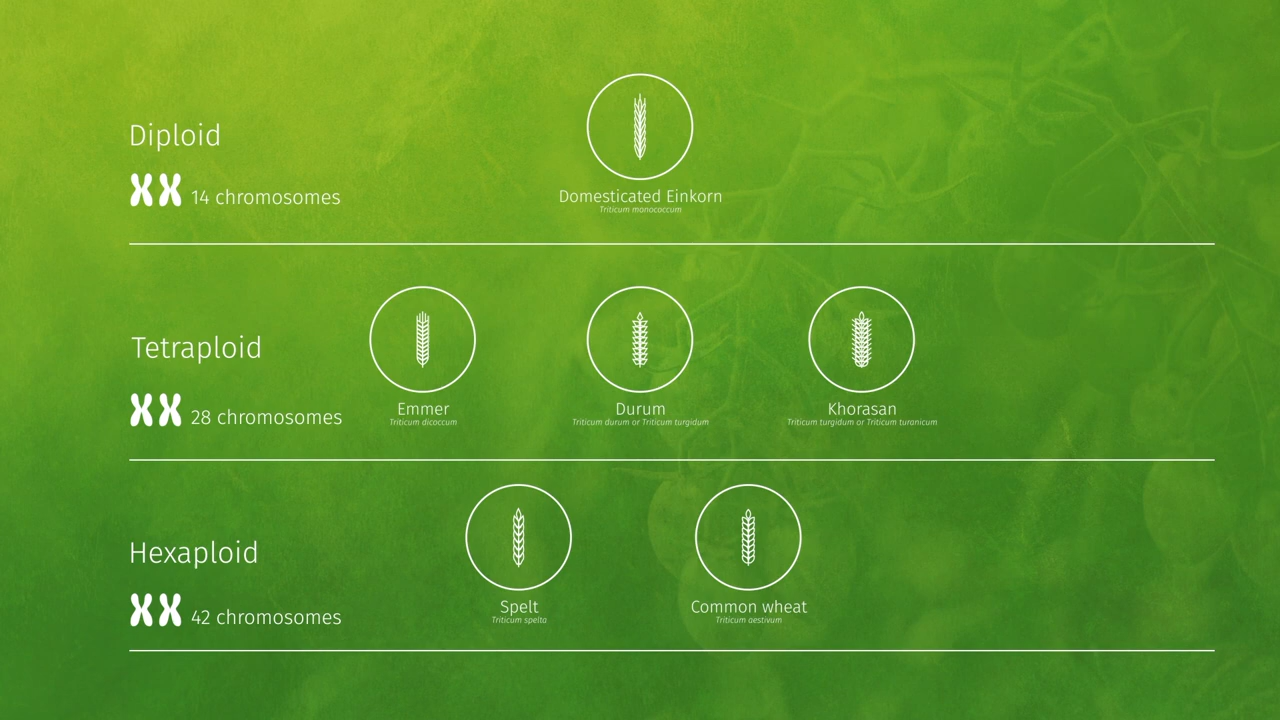 Diploid
14 chromosomes
Domesticated Einkorn
Triticum monococcum
Tetraploid
28 chromosomes
Emmer
Triticum dicoccum
Durum
Triticum durum or Triticum turgidum
Khorasan
Triticum turgidum or Triticum turanicum
Hexaploid
42 chromosomes
Spelt
Triticum spelta
Common wheat
Triticum aestivum